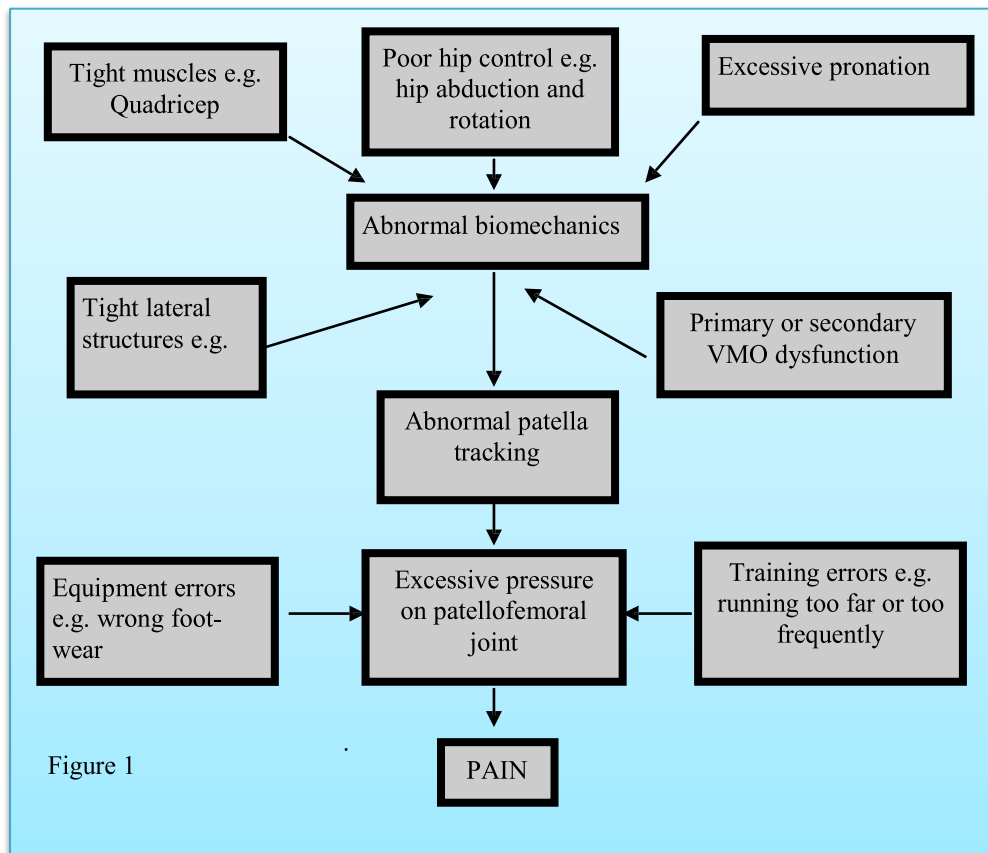 Tight muscles e.g.
Quadricep
Poor hip control e.g.
hip abduction and
rotation
Excessive pronation
Abnormal biomechanics
Tight lateral
structures e.g.
Primary or secondary
VMO dysfunction
Abnormal patella
tracking
Equipment errors
e.g. wrong foot-
wear
Excessive pressure
on patellofemoral
joint
Training errors e.g.
running too far or too
frequently
Figure 1
.
PAIN